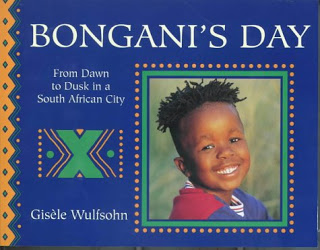 BONGANI'S DAY
From Dawn
to Dusk in a
South African City
Gisèle Wulfsohn